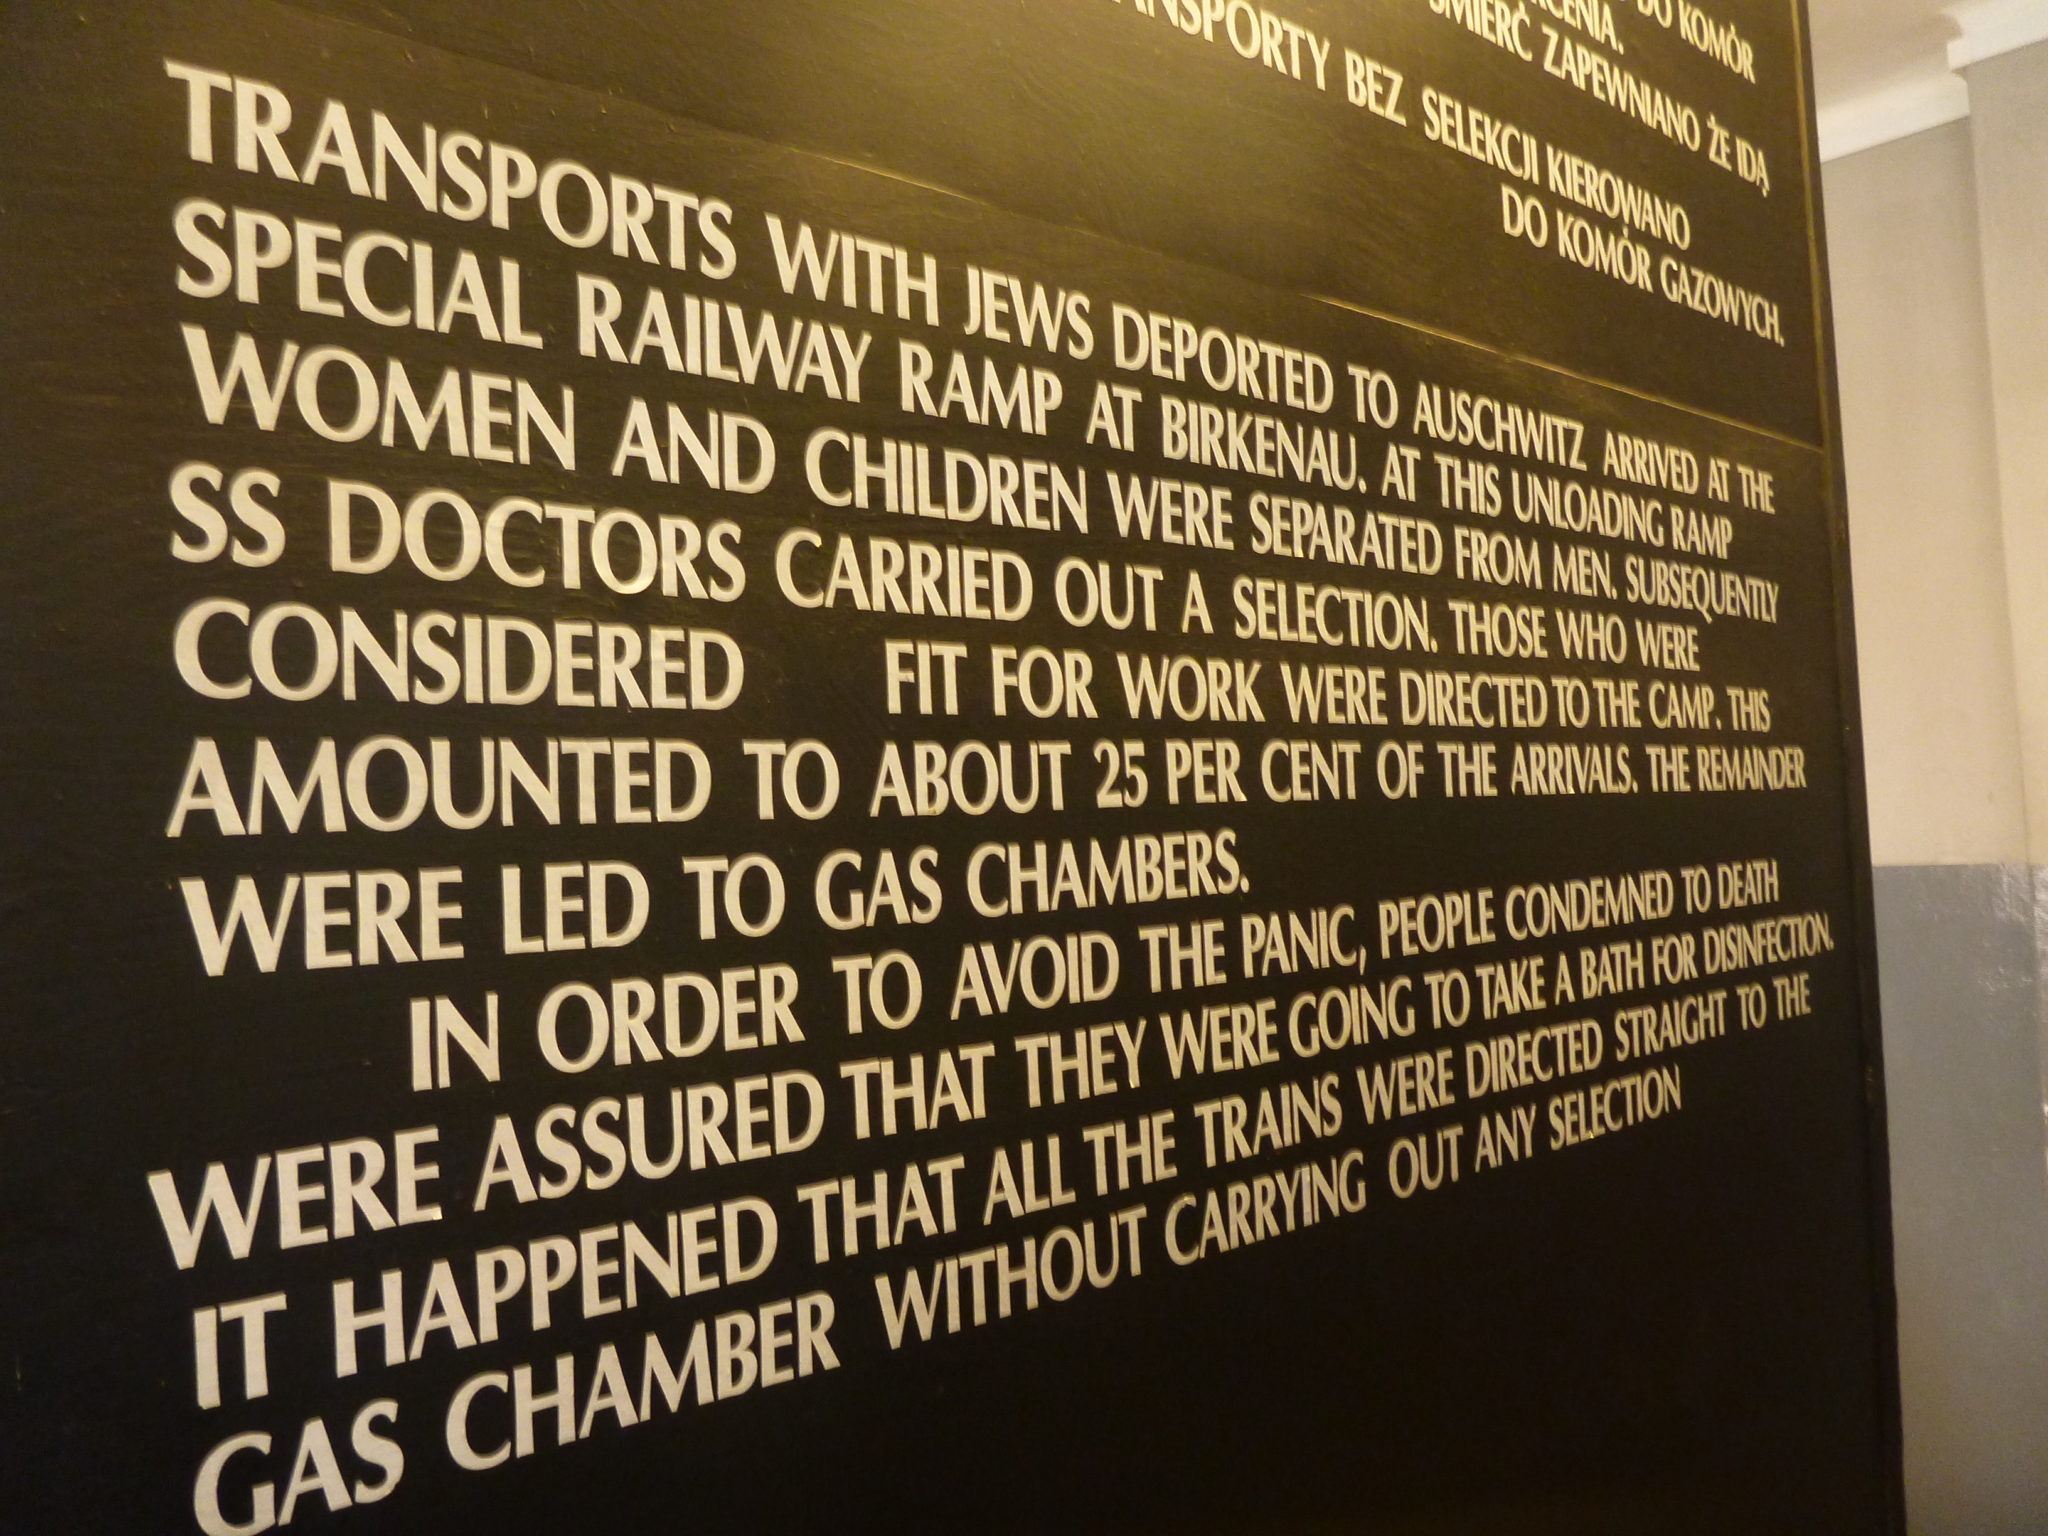 DO KOMÓR
ŚMIERĆ ZAPEWNIANO ŻE IDĄ
BEZ SELEKCJI KIEROWANO
DO KOMÓR GAZOWYCH.
TRANSPORTS WITH JEWS DEPORTED TO AUSCHWITZ ARRIVED AT THE
SPECIAL RAILWAY RAMP AT BIRKENAU. AT THIS UNLOADING RAMP
WOMEN AND CHILDREN WERE SEPARATED FROM MEN. SUBSEQUENTLY
SS DOCTORS CARRIED OUT A SELECTION. THOSE WHO WERE
CONSIDERED FIT FOR WORK WERE DIRECTED TO THE CAMP. THIS
AMOUNTED TO ABOUT 25 PER CENT OF THE ARRIVALS. THE REMAINDER
WERE LED TO GAS CHAMBERS.
IN ORDER TO AVOID THE PANIC, PEOPLE CONDEMNED TO DEATH
WERE ASSURED THAT THEY WERE GOING TO TAKE A BATH FOR DISINFECTION.
IT HAPPENED THAT ALL THE TRAINS WERE DIRECTED STRAIGHT TO THE
GAS CHAMBER WITHOUT CARRYING OUT ANY SELECTION